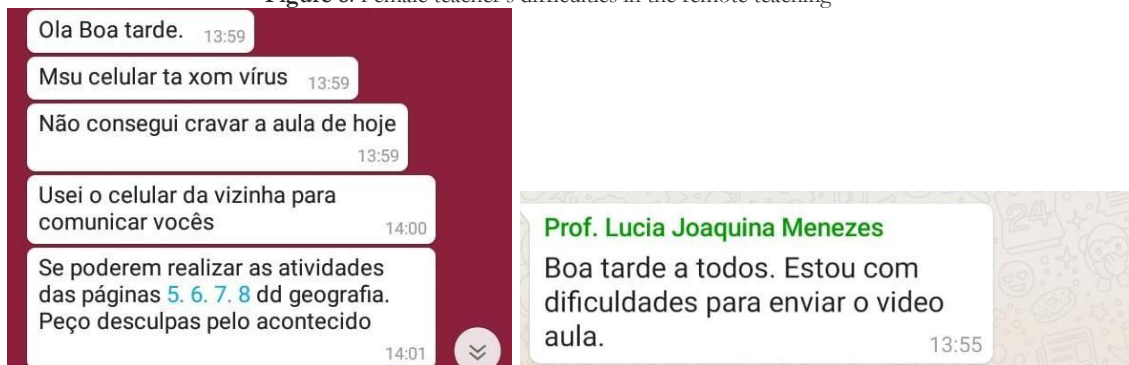 Figure 8. Female teacher's difficulties in the remote teaching
Ola Boa tarde. 13:59
Msu celular ta xom vírus 13:59
Não consegui cravar a aula de hoje
13:59
Usei o celular da vizinha para
comunicar vocês 14:00
Se poderem realizar as atividades
das páginas 5. 6. 7. 8 dd geografia.
Peço desculpas pelo acontecido
14:01
Prof. Lucia Joaquina Menezes
Boa tarde a todos. Estou com
dificuldades para enviar o video
aula. 13:55